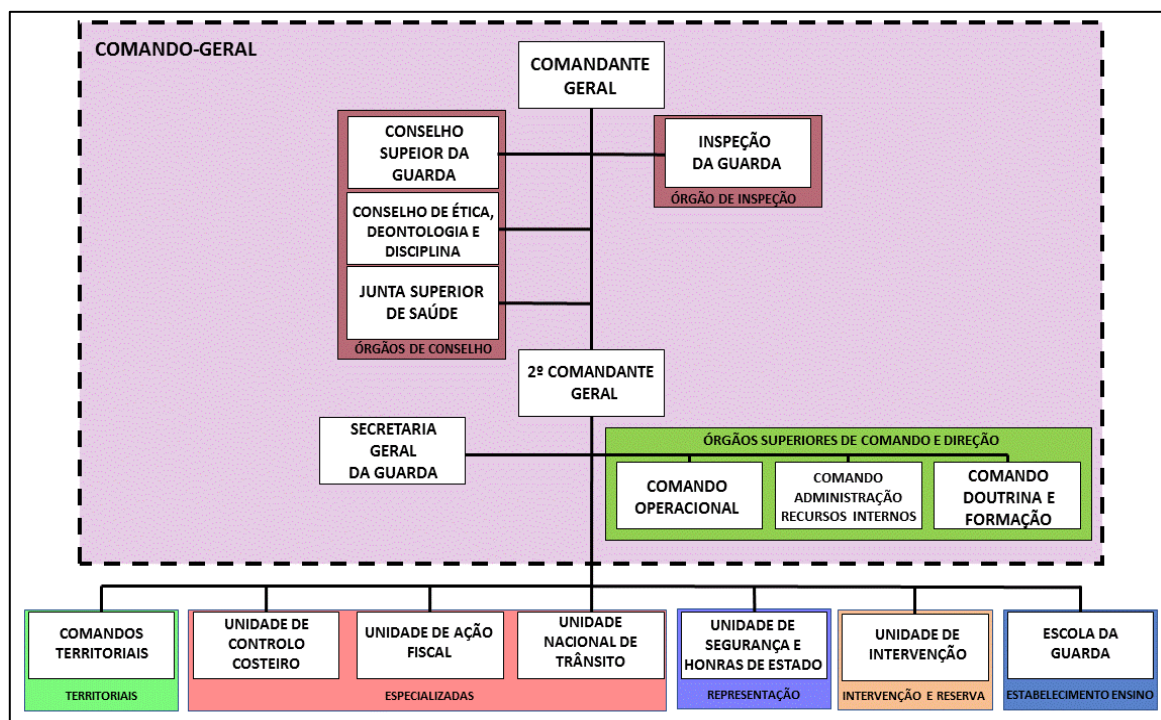 COMANDO-GERAL
COMANDANTE
GERAL
CONSELHO
SUPEIOR DA
GUARDA
INSPEÇÃO
DA GUARDA
ÓRGÃO DE INSPEÇÃO
CONSELHO DE ÉTICA,
DEONTOLOGIA E
DISCIPLINA
JUNTA SUPERIOR
DE SAÚDE
ÓRGÃOS DE CONSELHO
2º COMANDANTE
GERAL
SECRETARIA
GERAL
DA GUARDA
ÓRGÃOS SUPERIORES DE COMANDO E DIREÇÃO
COMANDO
OPERACIONAL
COMANDO
ADMINISTRAÇÃO
RECURSOS INTERNOS
COMANDO
DOUTRINA E
FORMAÇÃO
COMANDOS
TERRITORIAIS
TERRITORIAIS
UNIDADE DE
CONTROLO
COSTEIRO
UNIDADE DE AÇÃO
FISCAL
UNIDADE
NACIONAL DE
TRÂNSITO
ESPECIALIZADAS
UNIDADE DE
SEGURANÇA E
HONRAS DE ESTADO
REPRESENTAÇÃO
UNIDADE DE
INTERVENÇÃO
INTERVENÇÃO E RESERVA
ESCOLA DA
GUARDA
ESTABELECIMENTO ENSINO